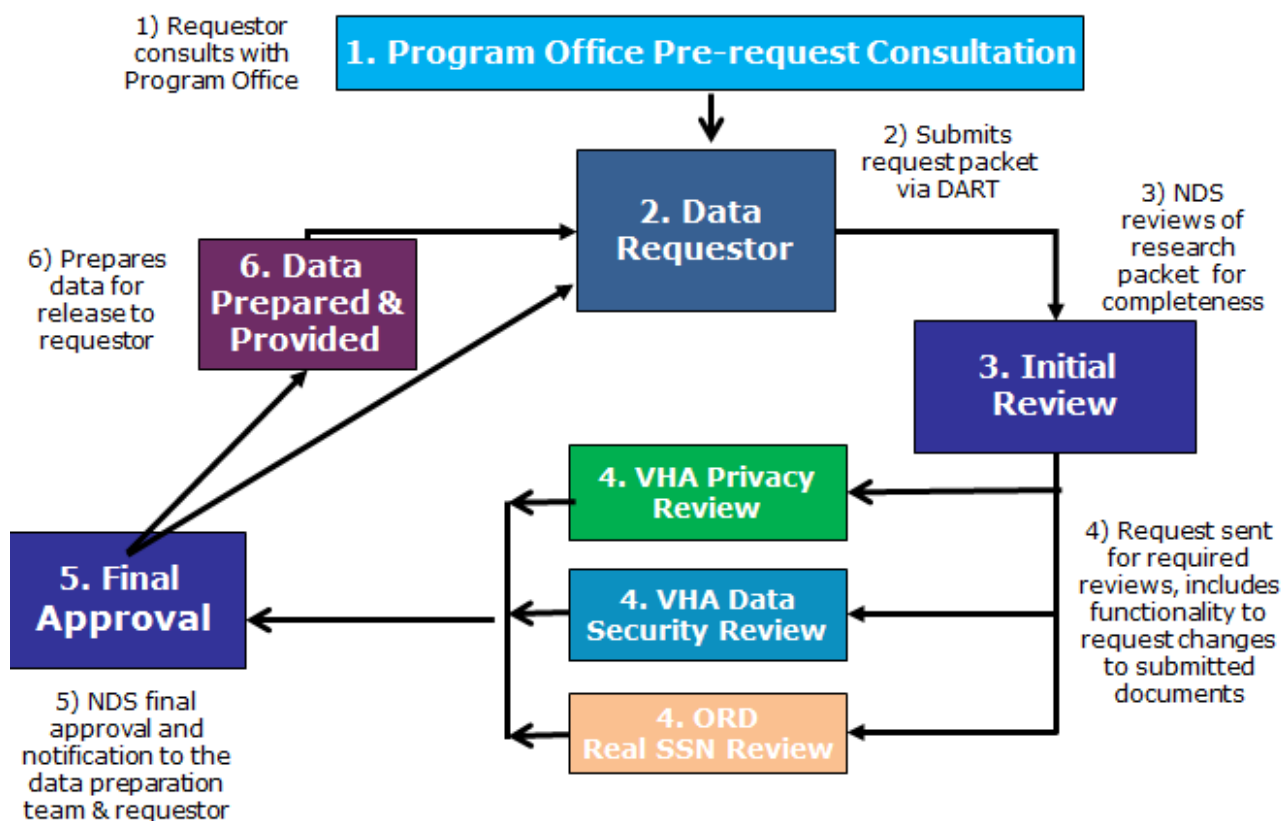 1) Requestor
consults with
Program Office
1. Program Office Pre-request Consultation
2) Submits
request packet
via DART
2. Data
Requestor
3) NDS
reviews of
research
packet for
completeness
6) Prepares
data for
release to
requestor
6. Data
Prepared &
Provided
3. Initial
Review
4. VHA Privacy
Review
4) Request sent
for required
reviews, includes
functionality to
request changes
to submitted
documents
5. Final
Approval
4. VHA Data
Security Review
5) NDS final
approval and
notification to the
data preparation
team & requestor
4. ORD
Real SSN Review